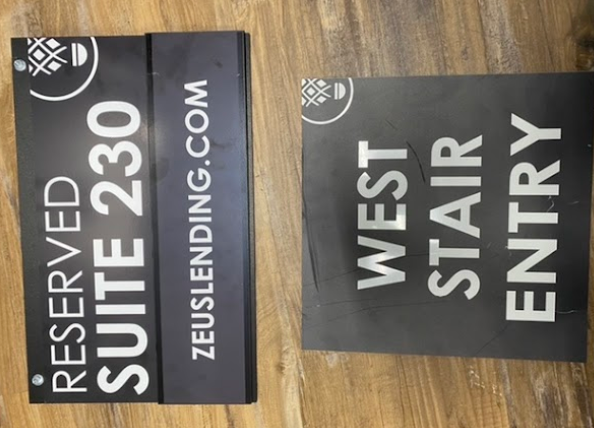 RESERVED
SUITE 230
ZEUSLENDING.COM
WEST
STAIR
ENTRY